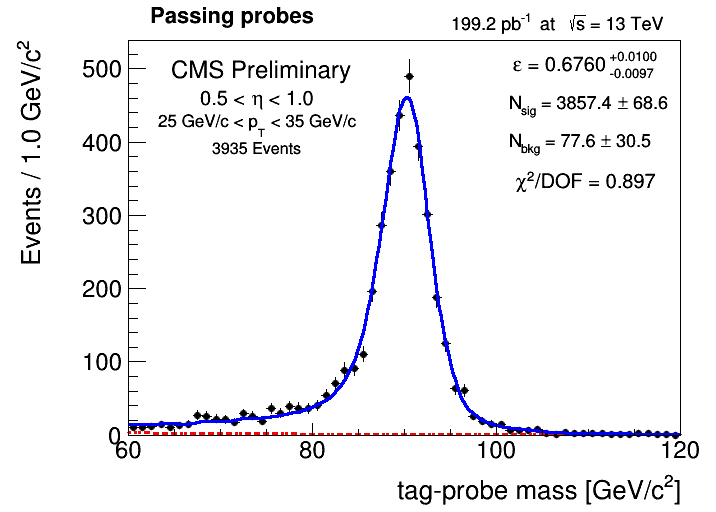 Passing probes
199.2 pb⁻¹ at √s = 13 TeV
CMS Preliminary
0.5 < η < 1.0
25 GeV/c < p_T < 35 GeV/c
3935 Events
ε = 0.6760 +0.0100 -0.0097
N_sig = 3857.4 ± 68.6
N_bkg = 77.6 ± 30.5
χ²/DOF = 0.897
Events / 1.0 GeV/c²
500
400
300
200
100
0
60 80 100 120
tag-probe mass [GeV/c²]